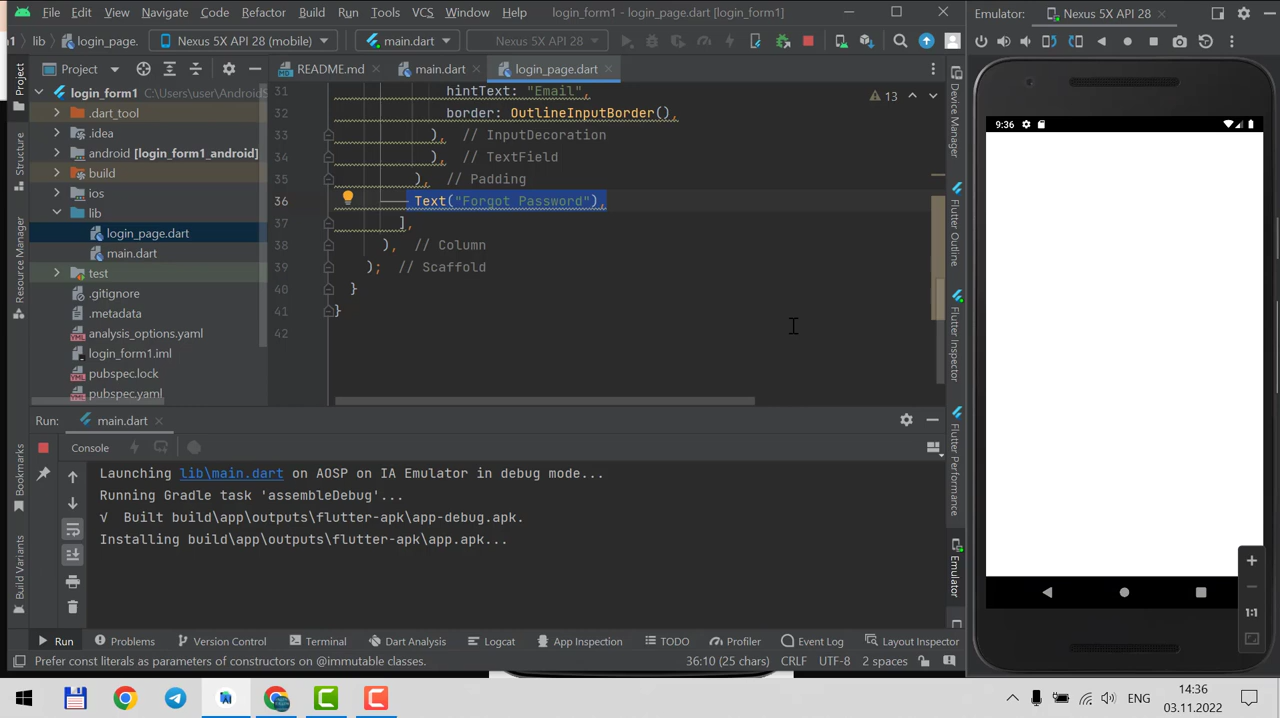 File Edit View Navigate Code Refactor Build Run Tools VCS Window Help login_form1 - login_page.dart [login_form1]
Emulator: Nexus 5X API 28
1 lib login_page. Nexus 5X API 28 (mobile) main.dart Nexus 5X API 28
Project README.md main.dart login_page.dart
login_form1 C:\Users\user\AndroidS
.dart_tool
.idea
android [login_form1_android]
build
ios
lib
login_page.dart
main.dart
test
.gitignore
.metadata
analysis_options.yaml
login_form1.iml
pubspec.lock
pubspec.yaml
31 hintText: "Email",
32 border: OutlineInputBorder(),
33 ), // InputDecoration
34 ), // TextField
35 ), // Padding
36 Text("Forgot Password"),
37 ],
38 ), // Column
39 ); // Scaffold
40 }
41 }
42
13
Project
Structure
Resource Manager
Bookmarks
Build Variants
Device Manager
Flutter Outline
Flutter Inspector
Flutter Performance
Emulator
9:36
1:1
Run: main.dart
Console
Launching lib\main.dart on AOSP on IA Emulator in debug mode...
Running Gradle task 'assembleDebug'...
√ Built build\app\outputs\flutter-apk\app-debug.apk.
Installing build\app\outputs\flutter-apk\app.apk...
Run Problems Version Control Terminal Dart Analysis Logcat App Inspection TODO Profiler Event Log Layout Inspector
Prefer const literals as parameters of constructors on @immutable classes. 36:10 (25 chars) CRLF UTF-8 2 spaces
ENG 14:36
03.11.2022